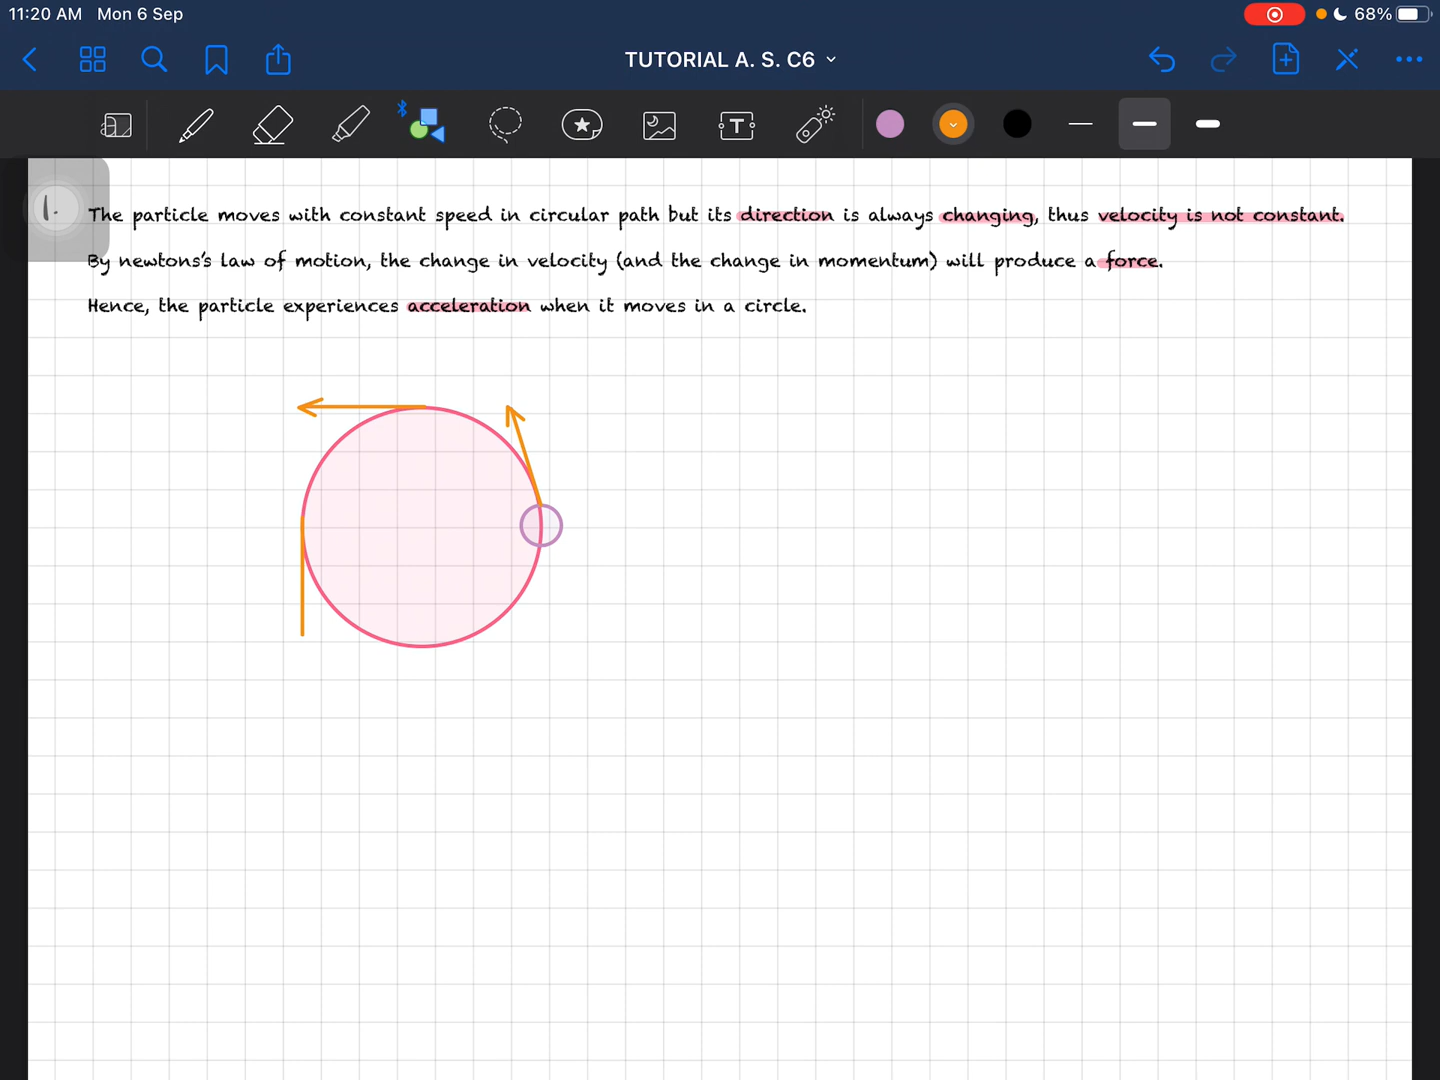 11:20 AM Mon 6 Sep
68%
TUTORIAL A. S. C6
1. The particle moves with constant speed in circular path but its direction is always changing, thus velocity is not constant.
By newtons's law of motion, the change in velocity (and the change in momentum) will produce a force.
Hence, the particle experiences acceleration when it moves in a circle.